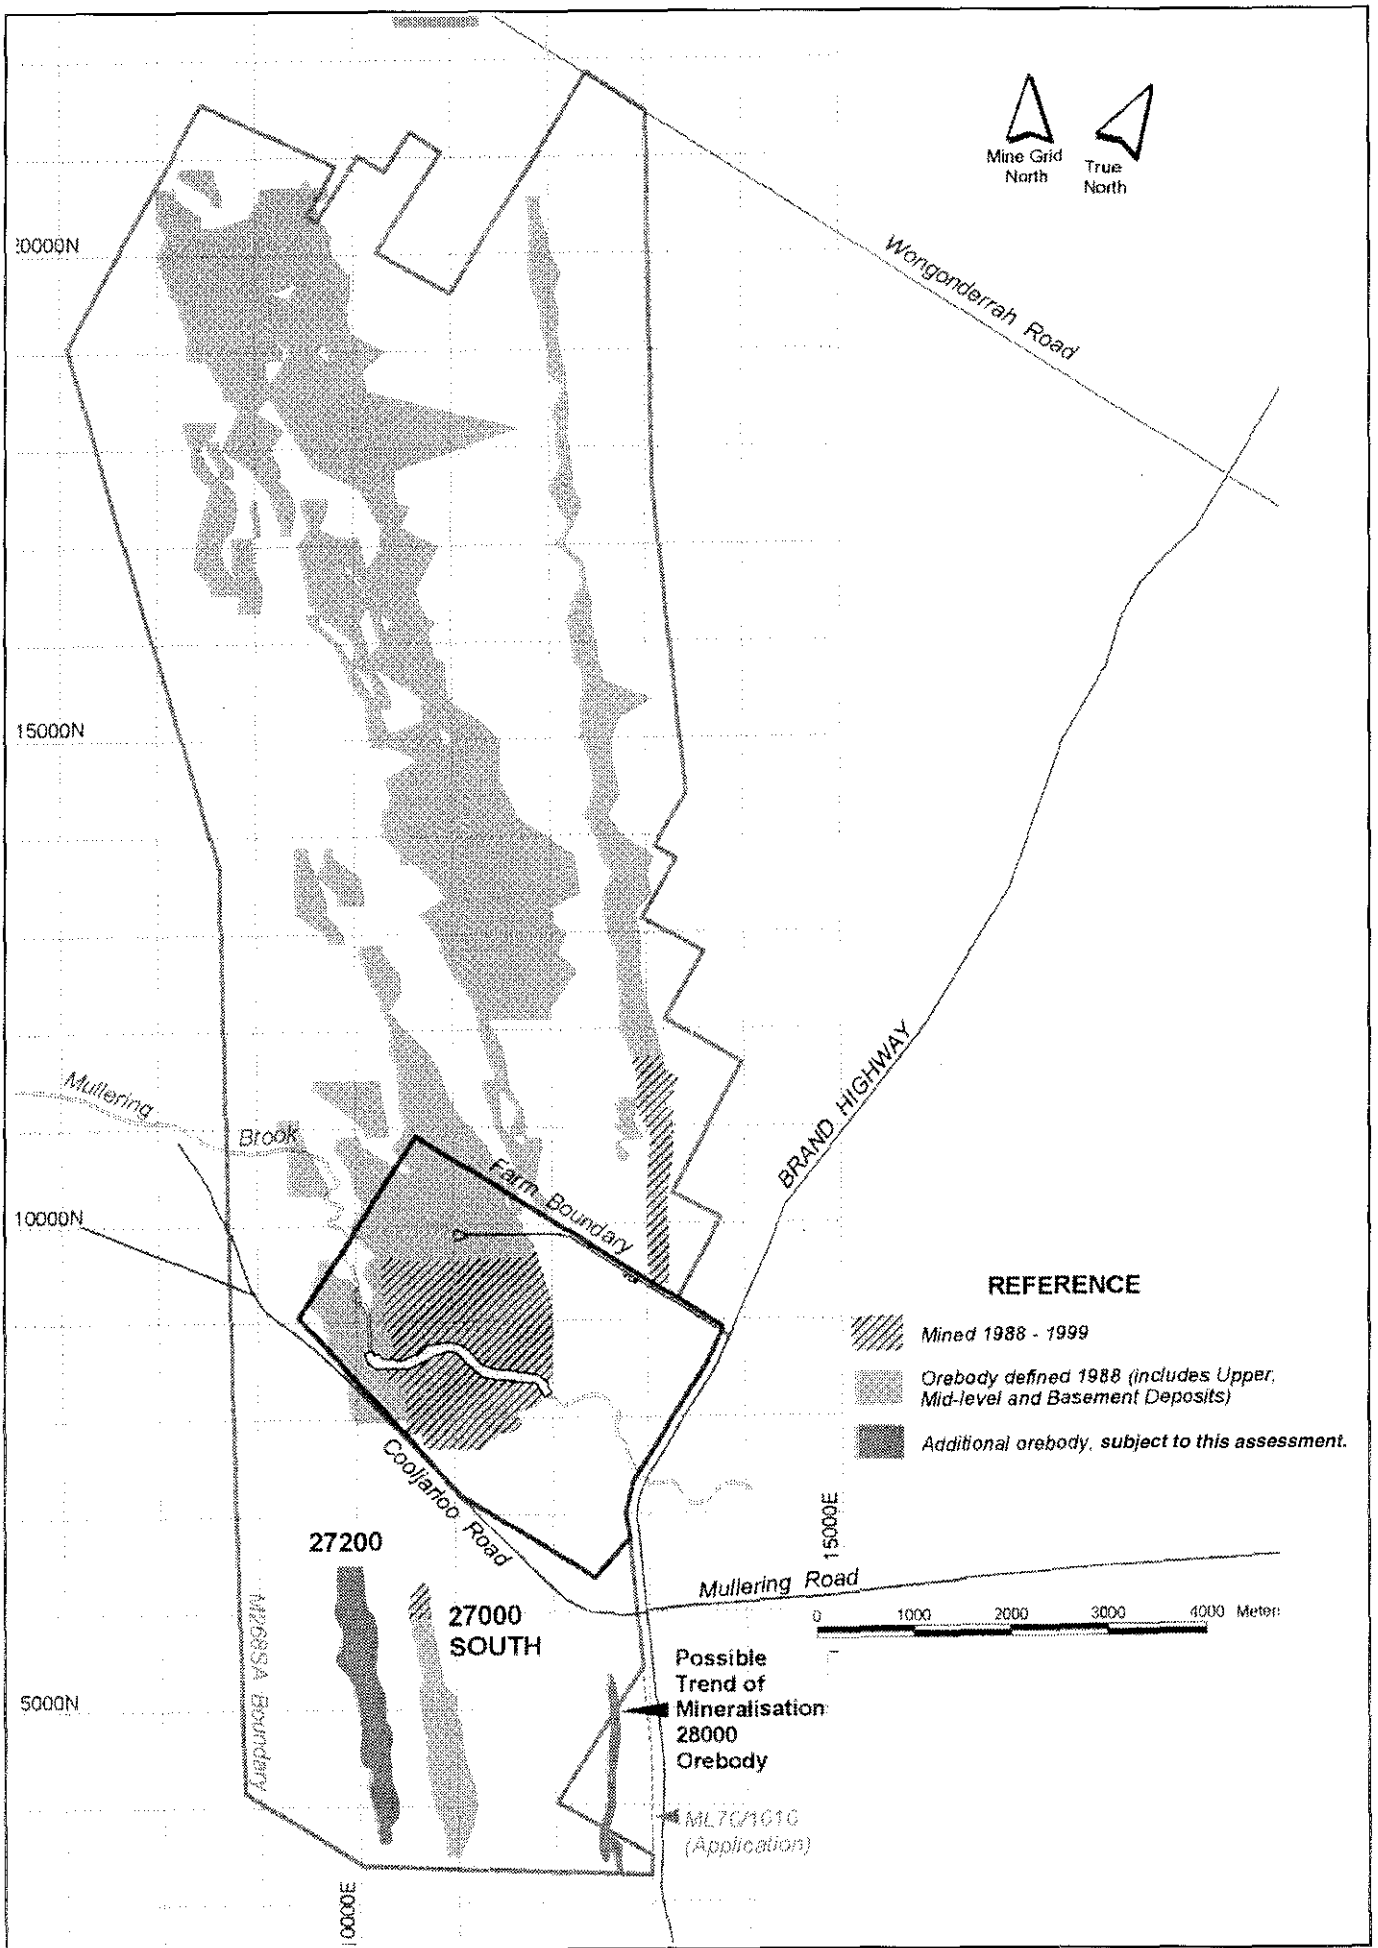 Mine Grid
North
True
North
20000N
Wongonderrah Road
15000N
BRAND HIGHWAY
Mullering
Brook
Farm Boundary
10000N
REFERENCE
Mined 1988 - 1999
Orebody defined 1988 (includes Upper,
Mid-level and Basement Deposits)
Additional orebody, subject to this assessment.
Cooljarloo Road
15000E
27200
Mullering Road
27000
SOUTH
0 1000 2000 3000 4000 Meters
M268SA Boundary
Possible
Trend of
Mineralisation
28000
Orebody
5000N
(Application)
10000E